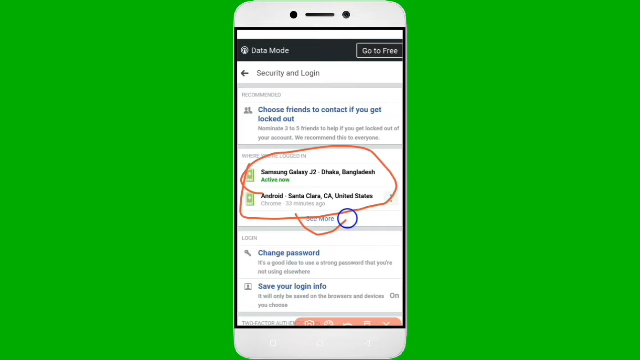 Data Mode
Go to Free
Security and Login
RECOMMENDED
Choose friends to contact if you get
locked out
Nominate 3 to 5 friends to help if you get locked out of
your account. We recommend this to everyone.
WHERE YOU'RE LOGGED IN
Samsung Galaxy J2 · Dhaka, Bangladesh
Active now
Android · Santa Clara, CA, United States
Chrome · 33 minutes ago
See More
LOGIN
Change password
It's a good idea to use a strong password that you're
not using elsewhere
Save your login info
It will only be saved on the browsers and devices
you choose
On